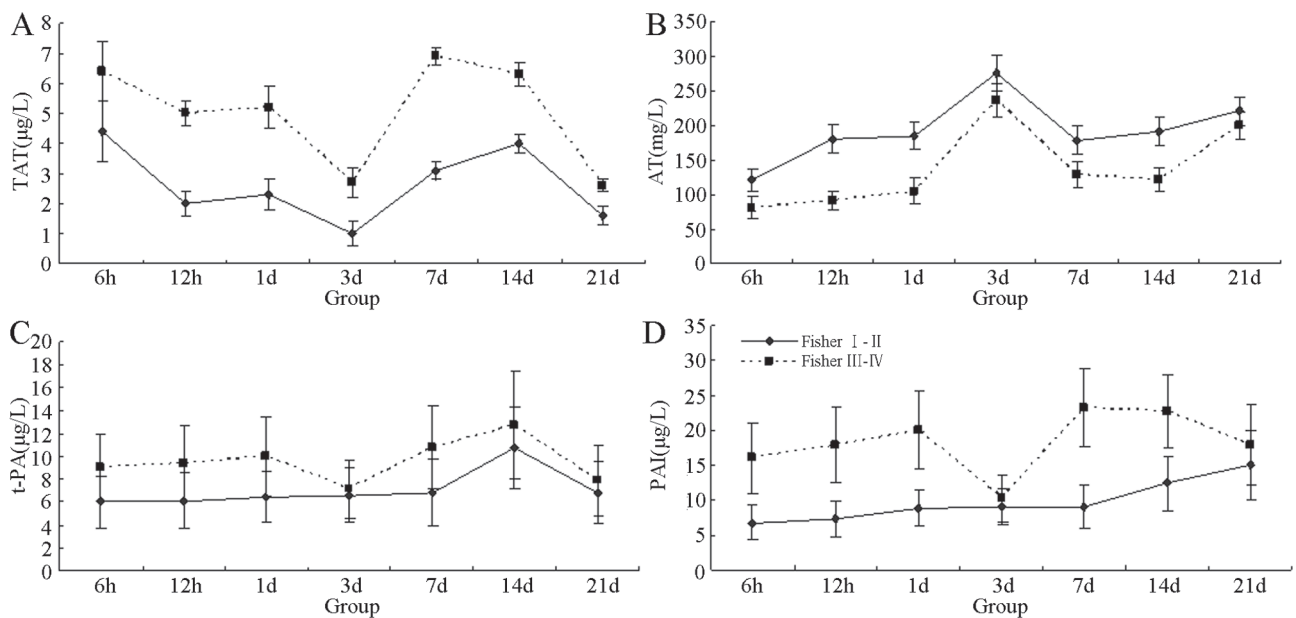 A
TAT(μg/L)
8
7
6
5
4
3
2
1
0
6h 12h 1d 3d 7d 14d 21d
Group
B
AT(mg/L)
350
300
250
200
150
100
50
0
6h 12h 1d 3d 7d 14d 21d
Group
C
t-PA(μg/L)
20
18
16
14
12
10
8
6
4
2
0
6h 12h 1d 3d 7d 14d 21d
Group
D
PAI(μg/L)
35
30
25
20
15
10
5
0
Fisher Ⅰ-II
Fisher III-IV
6h 12h 1d 3d 7d 14d 21d
Group